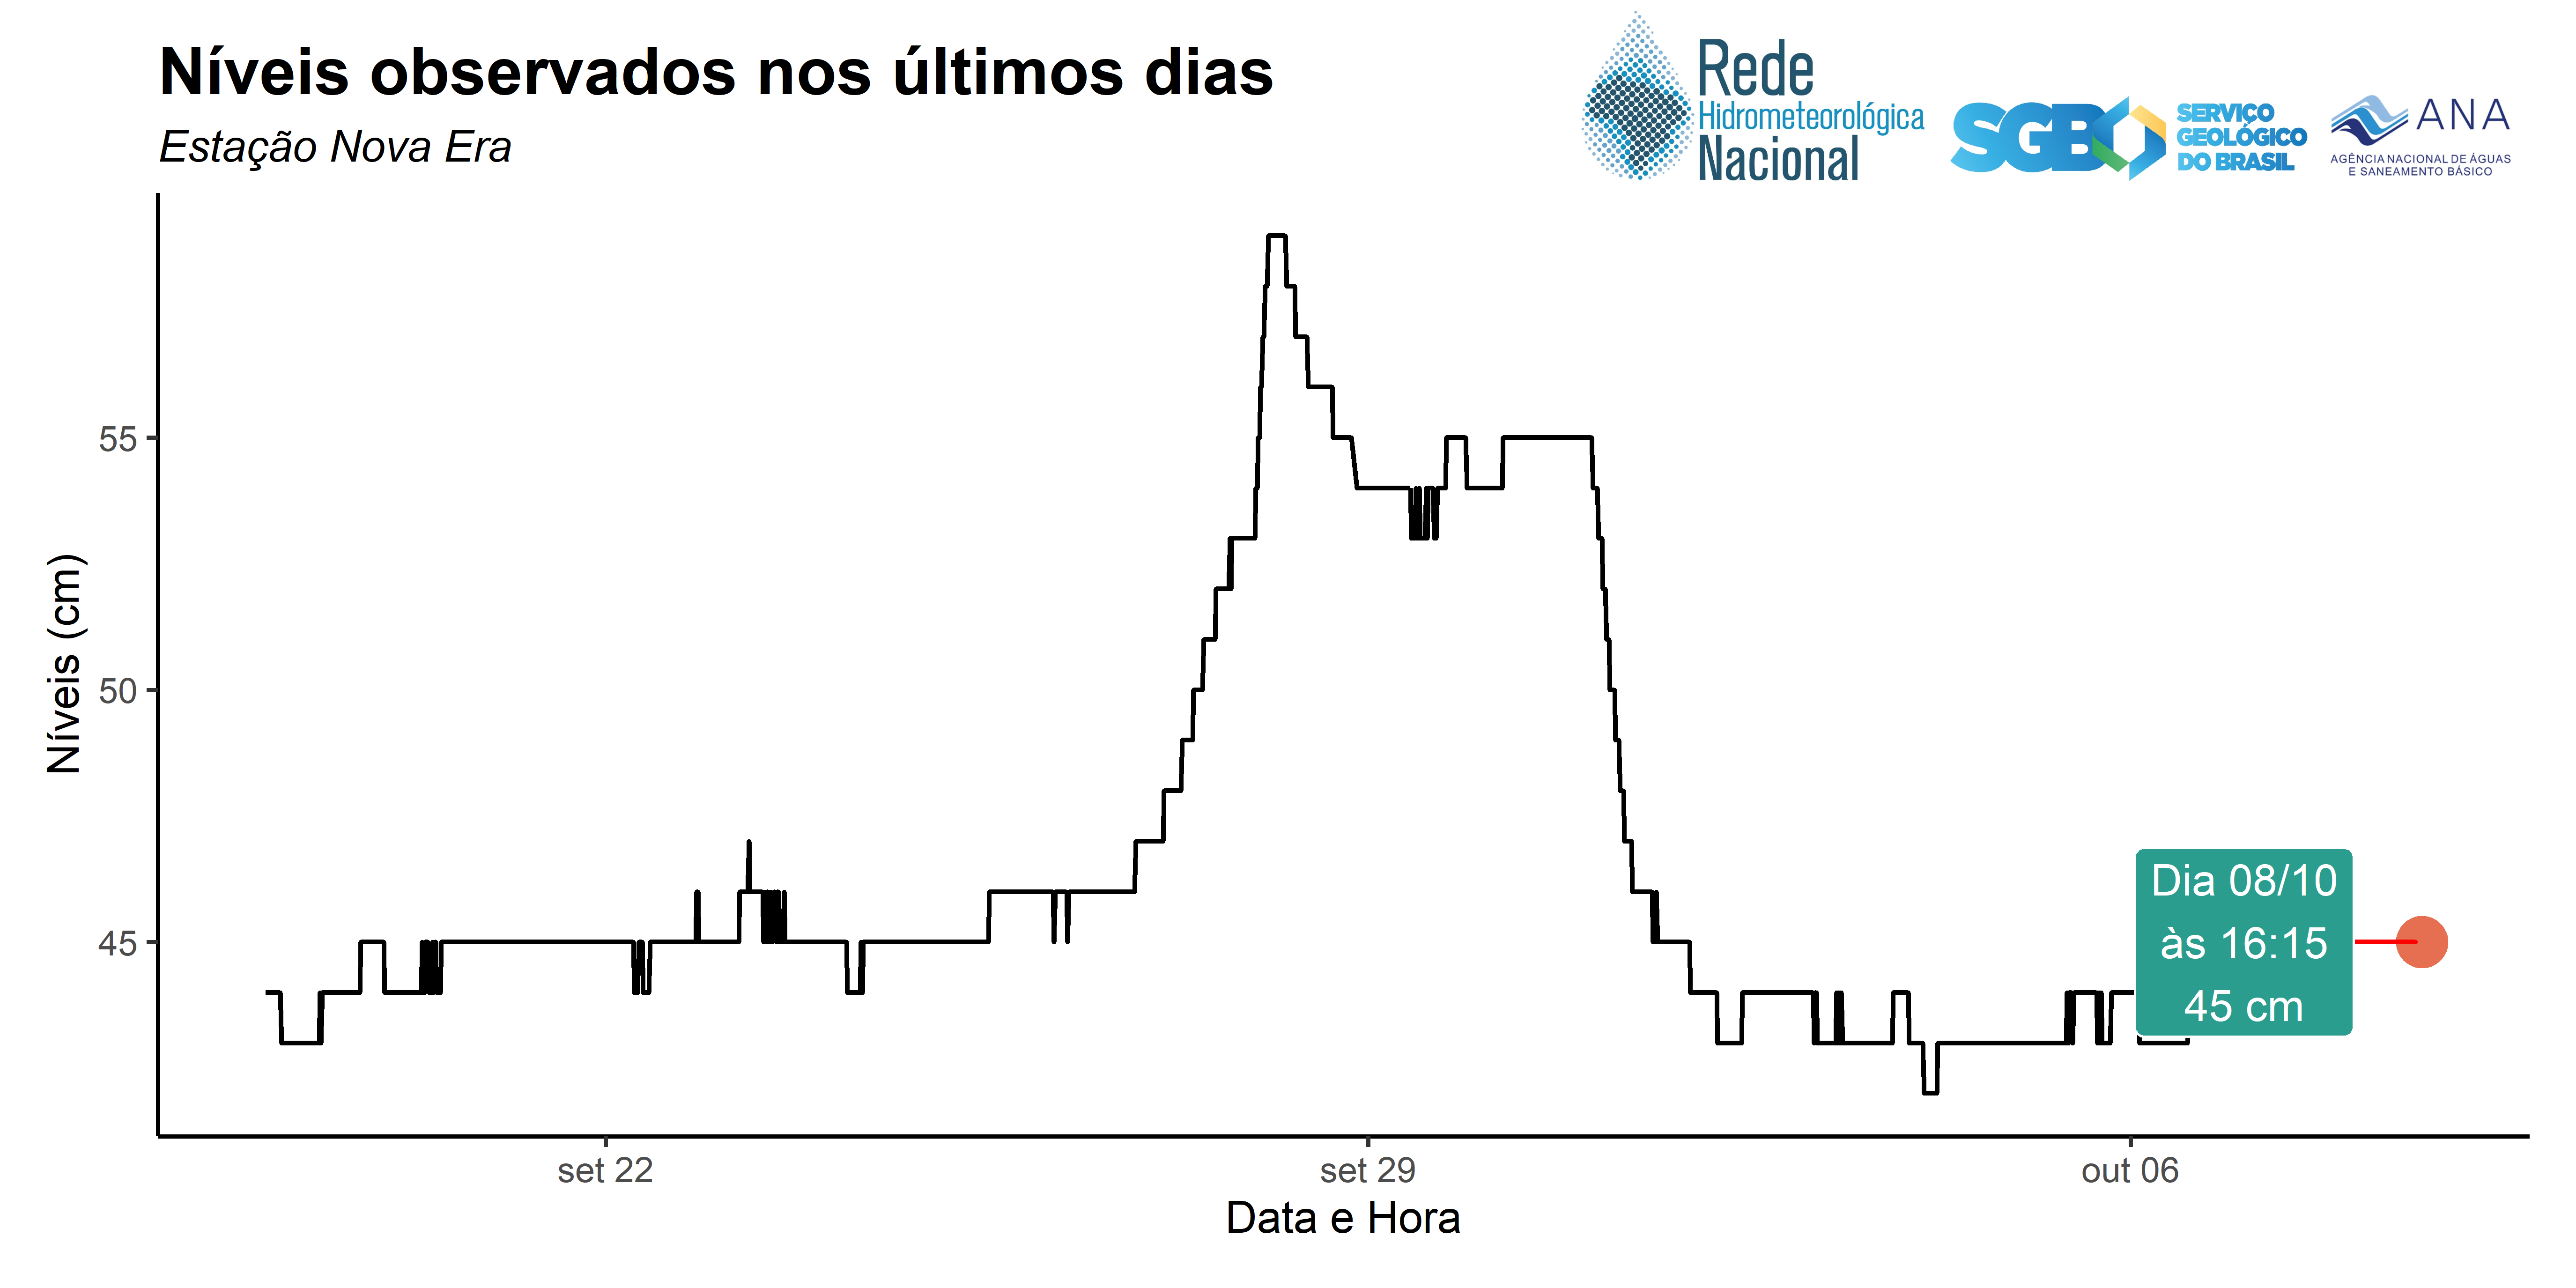 Níveis observados nos últimos dias
Estação Nova Era
Rede
Hidrometeorológica
Nacional
SGB
SERVIÇO
GEOLÓGICO
DO BRASIL
ANA
AGÊNCIA NACIONAL DE ÁGUAS
E SANEAMENTO BÁSICO
Níveis (cm)
55
50
45
Dia 08/10
às 16:15
45 cm
set 22
set 29
out 06
Data e Hora